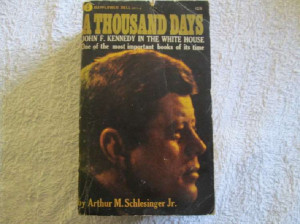 A THOUSAND DAYS
JOHN F. KENNEDY IN THE WHITE HOUSE
One of the most important books of its time
by Arthur M. Schlesinger Jr.